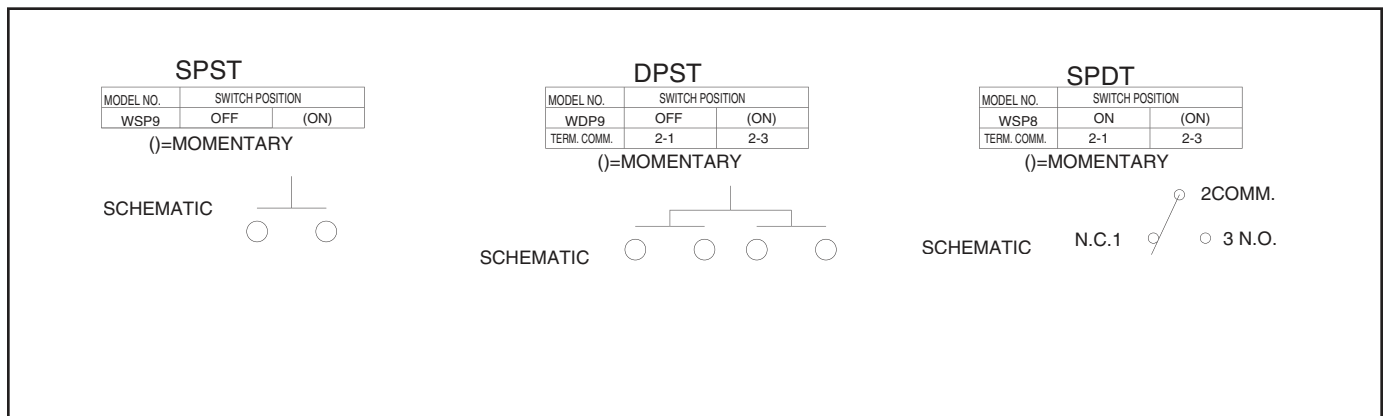 SPST
MODEL NO. SWITCH POSITION
WSP9 OFF (ON)
()=MOMENTARY
SCHEMATIC
DPST
MODEL NO. SWITCH POSITION
WDP9 OFF (ON)
TERM. COMM. 2-1 2-3
()=MOMENTARY
SCHEMATIC
SPDT
MODEL NO. SWITCH POSITION
WSP8 ON (ON)
TERM. COMM. 2-1 2-3
()=MOMENTARY
2COMM.
SCHEMATIC N.C.1 3 N.O.